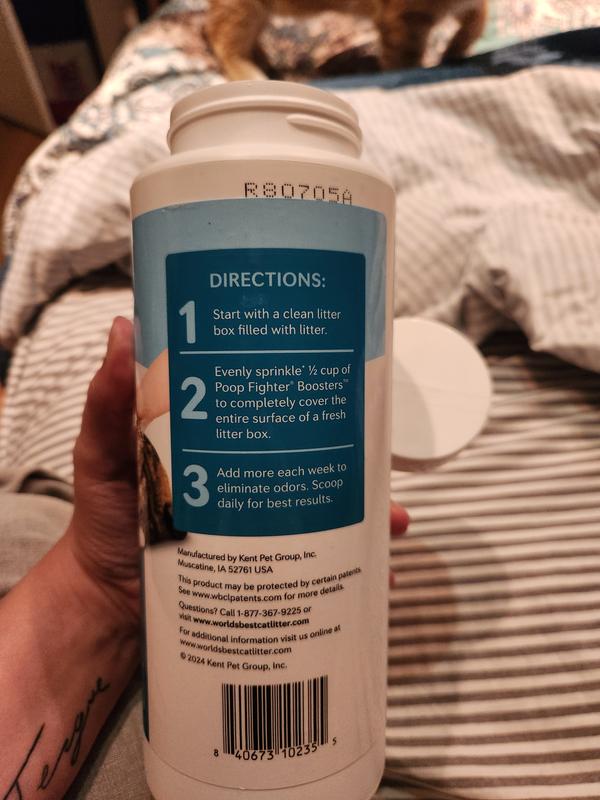 R80705A
DIRECTIONS:
1 Start with a clean litter
box filled with litter.
2 Evenly sprinkle* ½ cup of
Poop Fighter® Boosters™
to completely cover the
entire surface of a fresh
litter box.
3 Add more each week to
eliminate odors. Scoop
daily for best results.
Manufactured by Kent Pet Group, Inc.
Muscatine, IA 52761 USA
This product may be protected by certain patents.
See www.wbclpatents.com for more details.
Questions? Call 1-877-367-9225 or
visit www.worldsbestcatlitter.com
For additional information visit us online at
www.worldsbestcatlitter.com
© 2024 Kent Pet Group, Inc.
8 40673 10235 5